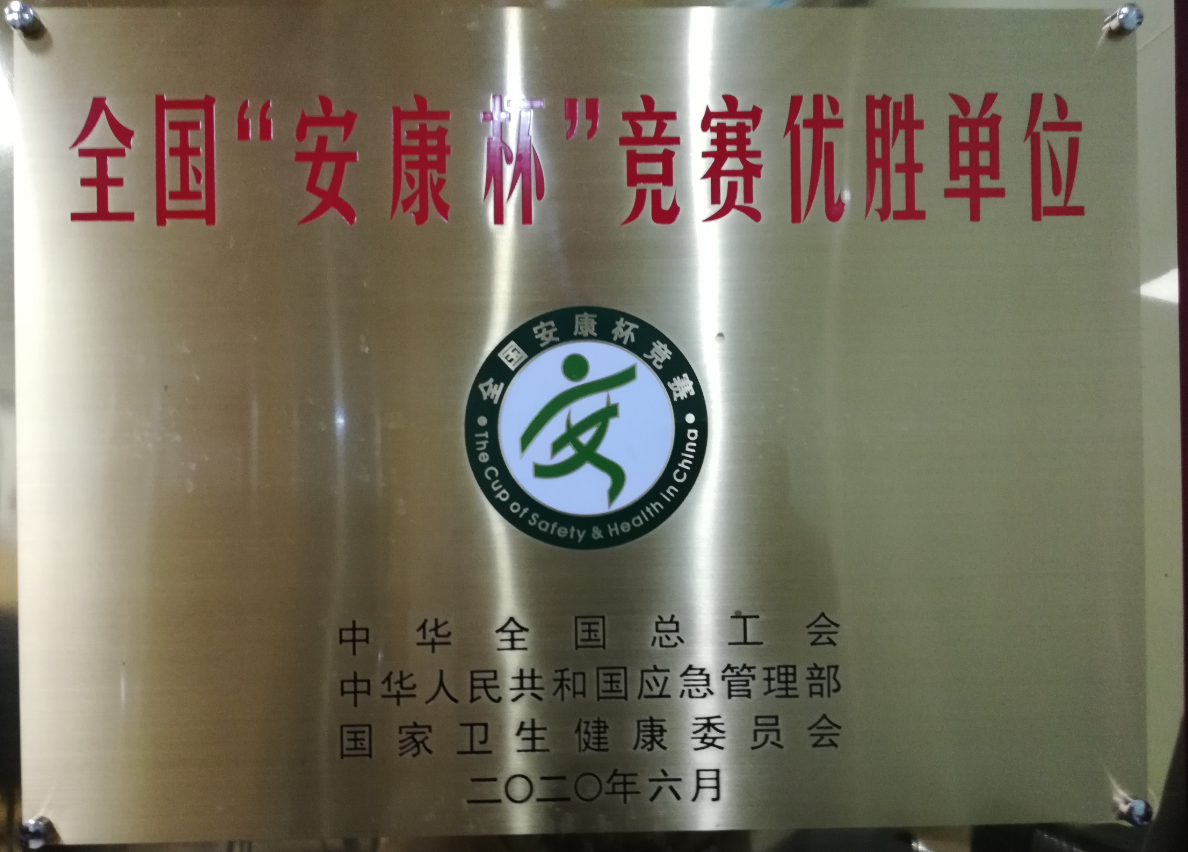 全国“安康杯”竞赛优胜单位
全国安康杯竞赛
The Cup of Safety & Health in China
中华全国总工会
中华人民共和国应急管理部
国家卫生健康委员会
二〇二〇年六月